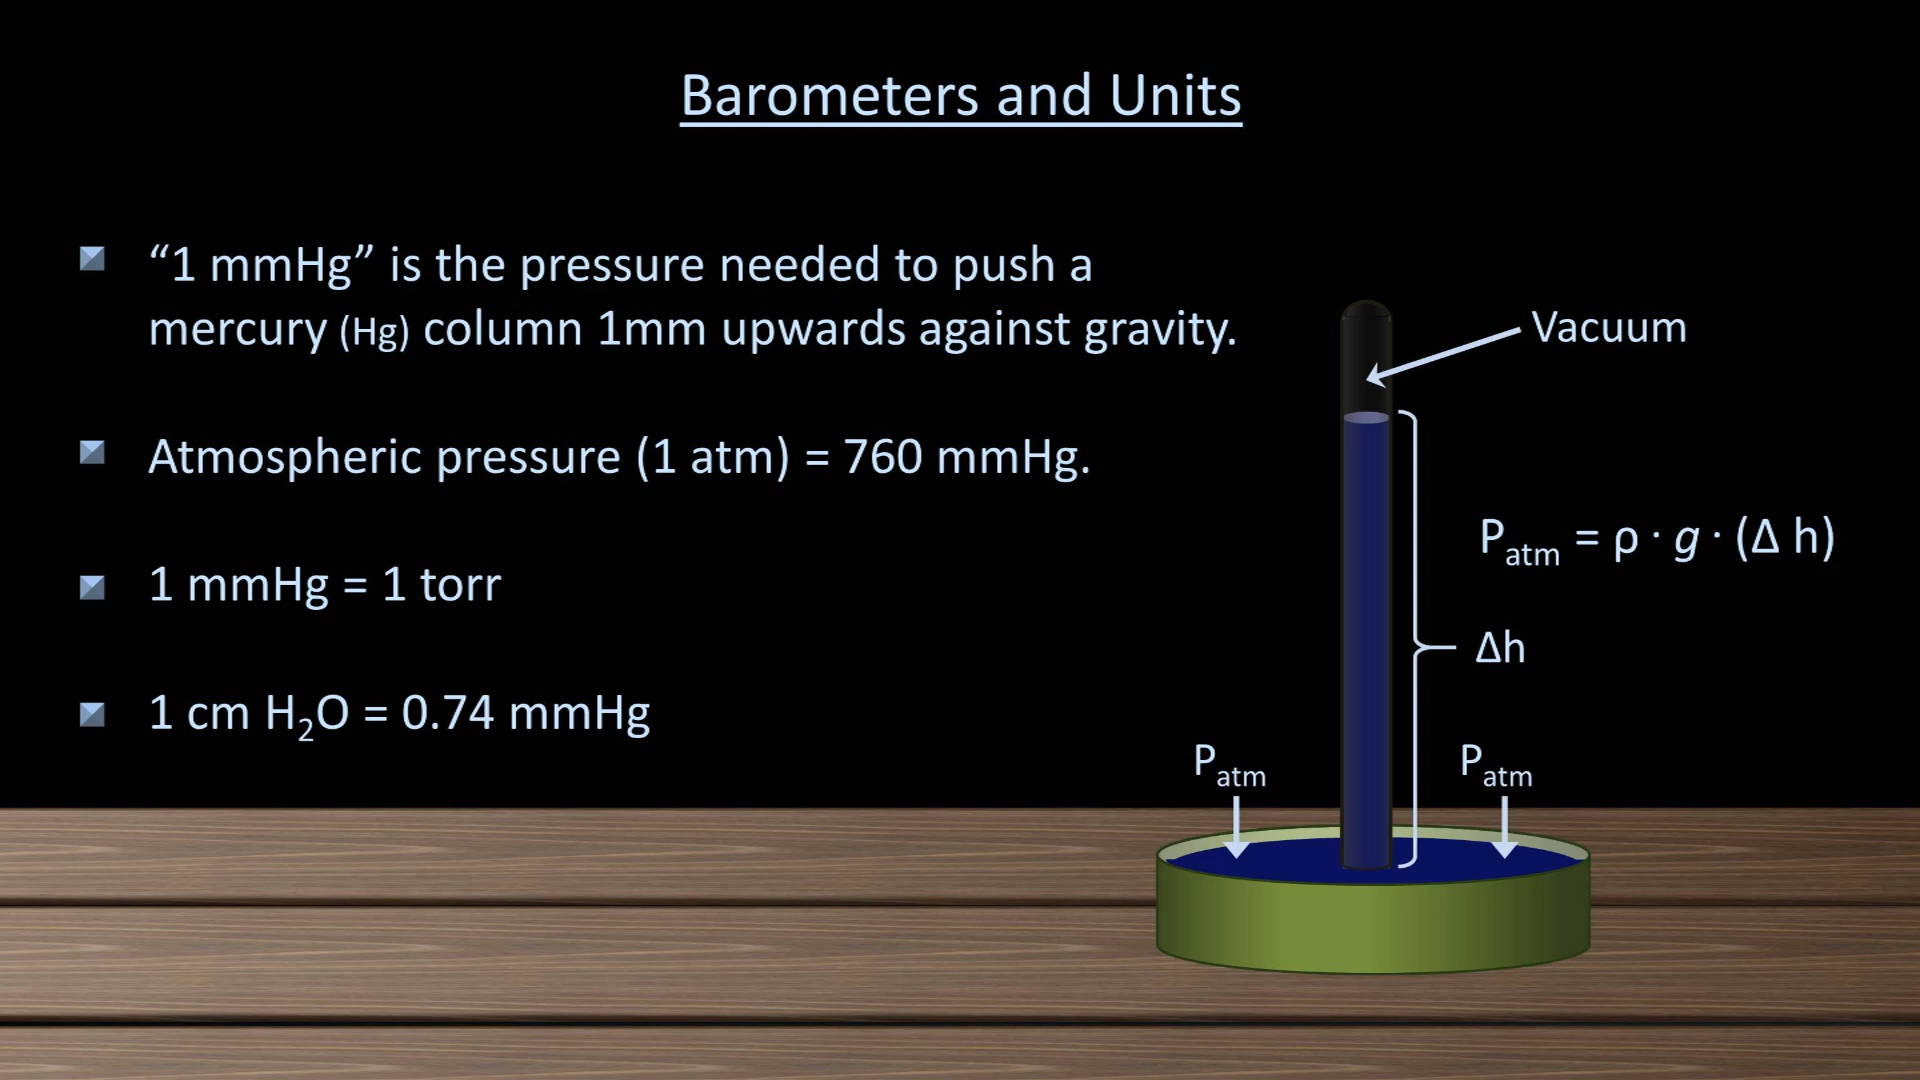 Barometers and Units
“1 mmHg” is the pressure needed to push a
mercury (Hg) column 1mm upwards against gravity.
Atmospheric pressure (1 atm) = 760 mmHg.
1 mmHg = 1 torr
1 cm H₂O = 0.74 mmHg
Vacuum
Pₐₜₘ = ρ · g · (Δ h)
Δh
Pₐₜₘ
Pₐₜₘ